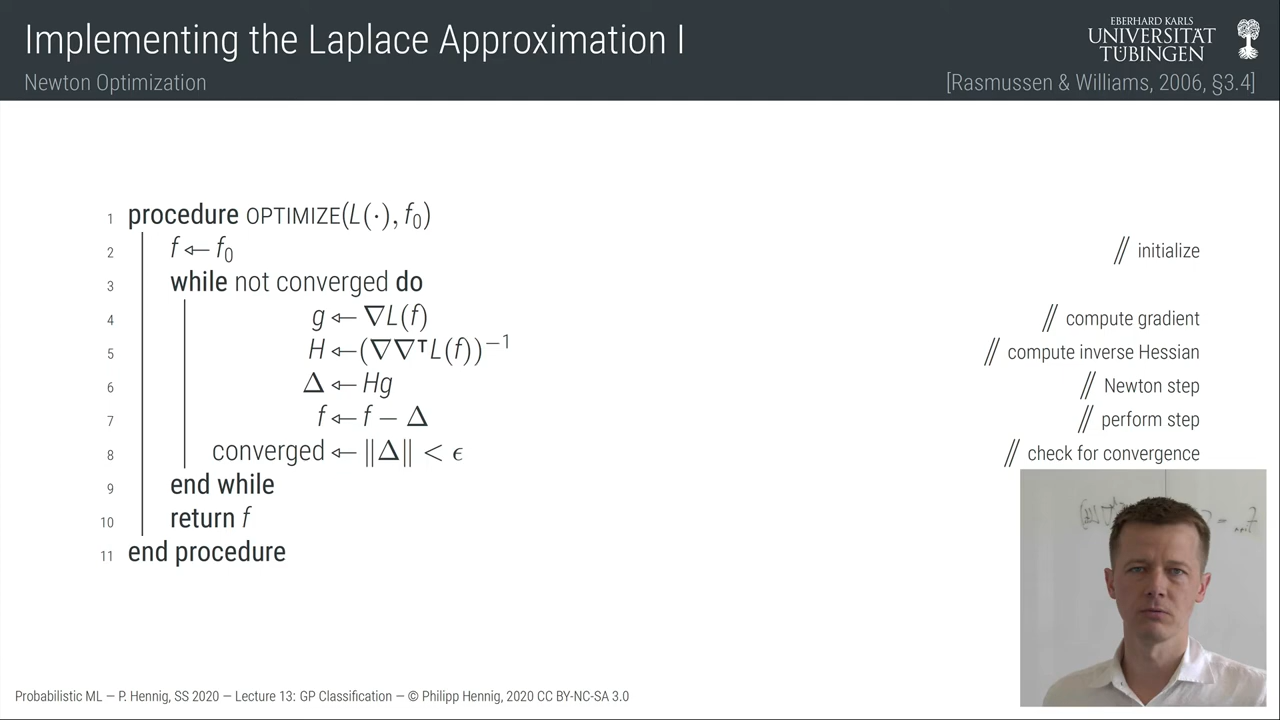 Implementing the Laplace Approximation I
EBERHARD KARLS
UNIVERSITÄT
TÜBINGEN
Newton Optimization
[Rasmussen & Williams, 2006, §3.4]
1 procedure OPTIMIZE(L(·), f₀)
2 f ← f₀ // initialize
3 while not converged do
4 g ← ∇L(f) // compute gradient
5 H ← (∇∇ᵀL(f))⁻¹ // compute inverse Hessian
6 Δ ← Hg // Newton step
7 f ← f − Δ // perform step
8 converged ← ‖Δ‖ < ϵ // check for convergence
9 end while
10 return f
11 end procedure
Probabilistic ML — P. Hennig, SS 2020 — Lecture 13: GP Classification — © Philipp Hennig, 2020 CC BY-NC-SA 3.0